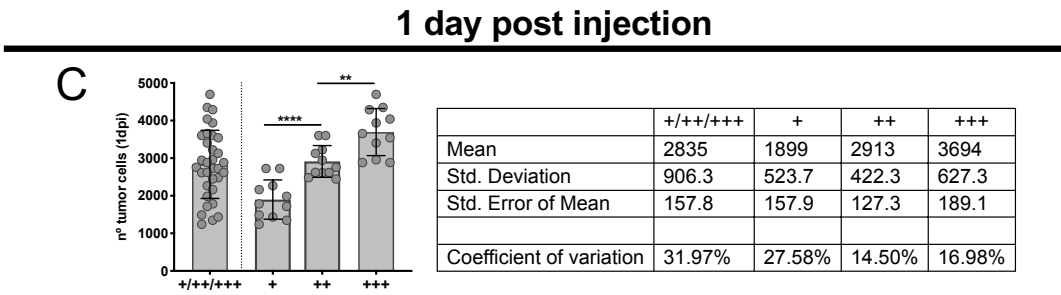 1 day post injection
C
nº tumor cells (1dpi)
5000
4000
3000
2000
1000
0
****
**
+/++/+++ + ++ +++
+/++/+++ + ++ +++
Mean 2835 1899 2913 3694
Std. Deviation 906.3 523.7 422.3 627.3
Std. Error of Mean 157.8 157.9 127.3 189.1
Coefficient of variation 31.97% 27.58% 14.50% 16.98%